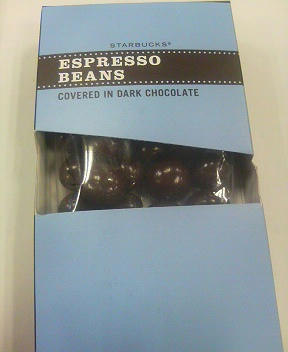 STARBUCKS®
ESPRESSO
BEANS
COVERED IN DARK CHOCOLATE